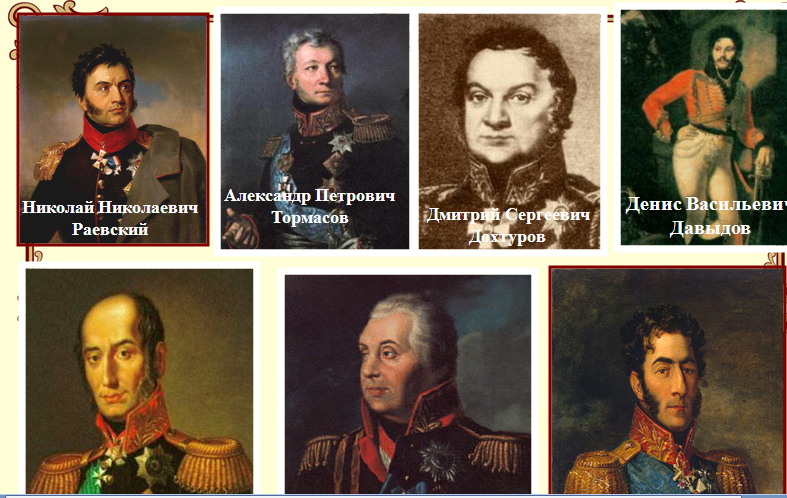 Николай Николаевич
Раевский
Александр Петрович
Тормасов
Дмитрий Сергеевич
Дохтуров
Денис Васильевич
Давыдов